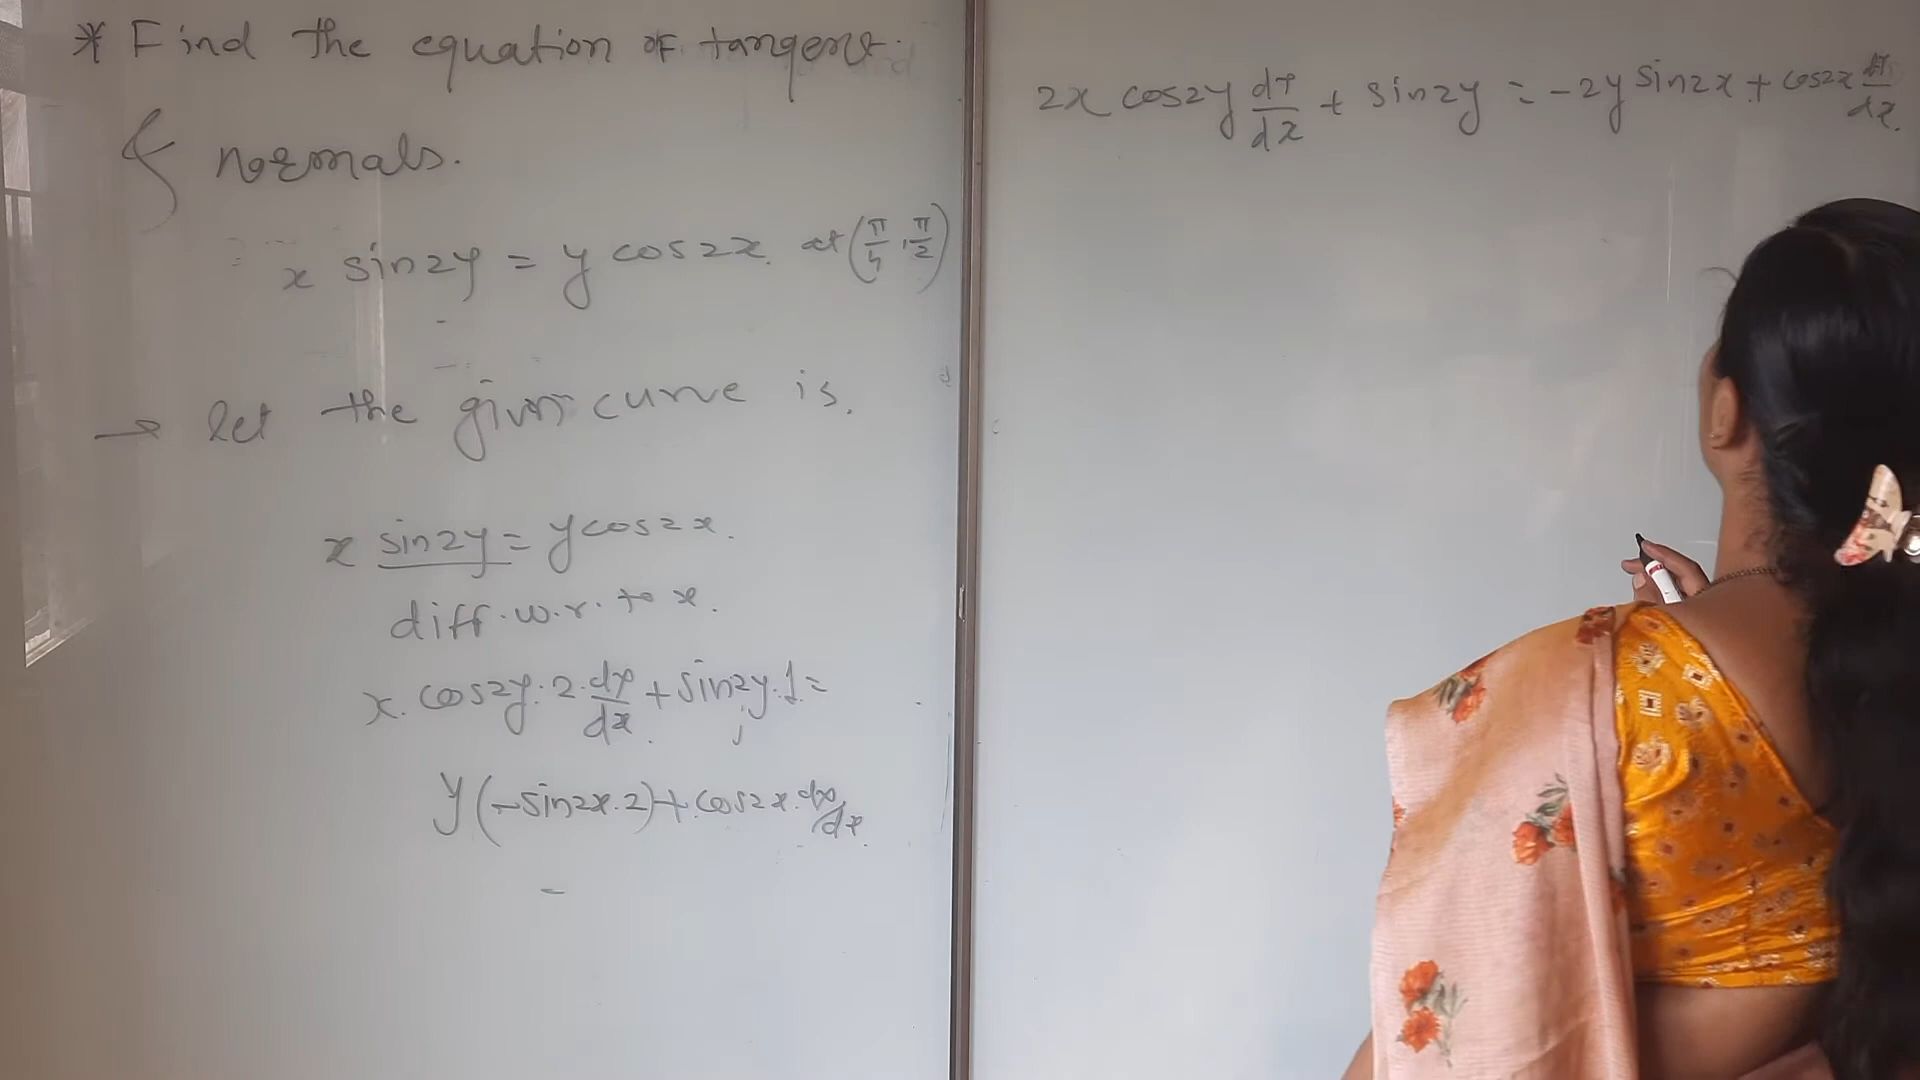 * Find the equation of tangent
& normals.
x sin2y = y cos2x. at (π/4, π/2)
→ let the given curve is.
x sin2y = y cos2x.
diff. w.r. to x.
x. cos2y. 2. dy/dx + sin2y. 1 =
y (-sin2x. 2) + cos2x. dy/dx
=
2x cos2y dy/dx + sin2y = -2y sin2x + cos2x dy/dx.